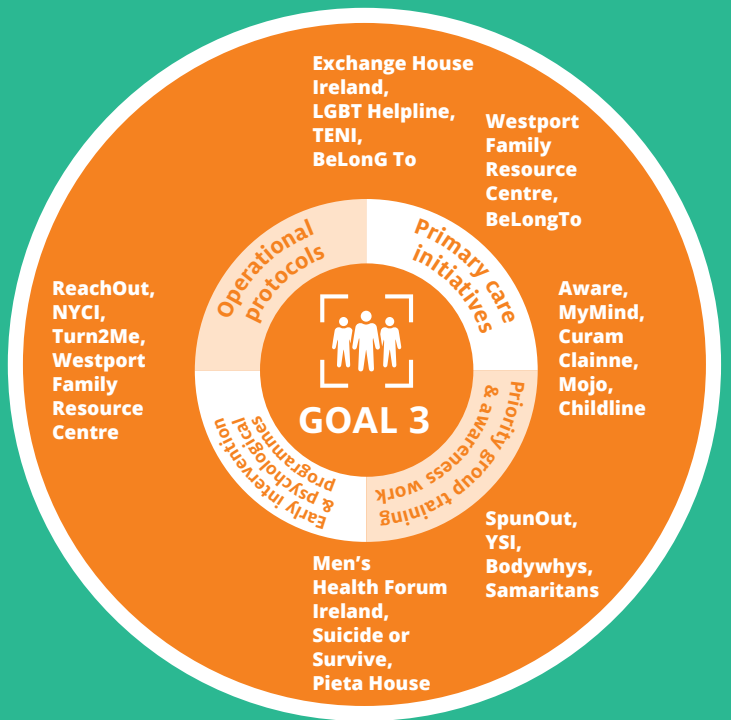 Exchange House
Ireland,
LGBT Helpline,
TENI,
BeLonG To
Westport
Family
Resource
Centre,
BeLongTo
Operational
protocols
Primary care
initiatives
ReachOut,
NYCI,
Turn2Me,
Westport
Family
Resource
Centre
Aware,
MyMind,
Curam
Clainne,
Mojo,
Childline
GOAL 3
Early intervention
& psychological
programmes
Priority group training
& awareness work
SpunOut,
YSI,
Bodywhys,
Samaritans
Men’s
Health Forum
Ireland,
Suicide or
Survive,
Pieta House